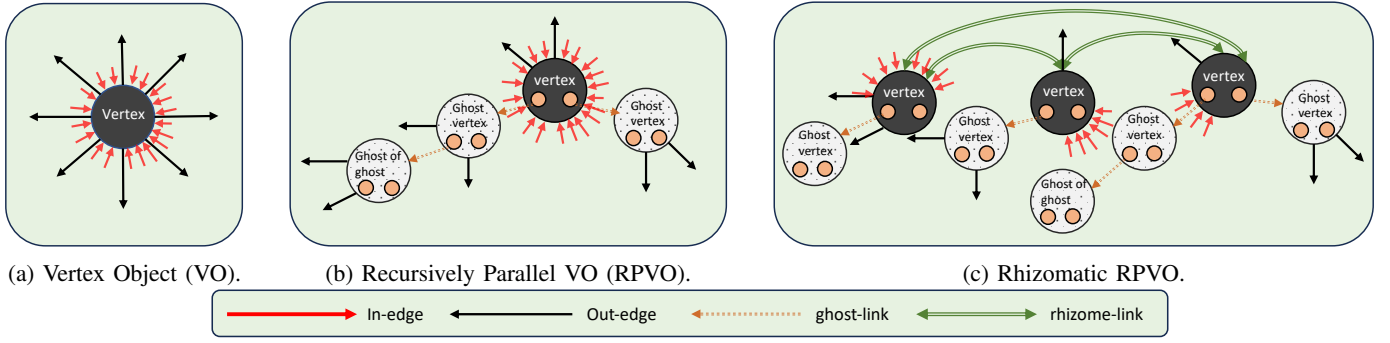 Vertex
vertex
Ghost
vertex
Ghost
vertex
Ghost of
ghost
vertex
vertex
vertex
Ghost
vertex
Ghost
vertex
Ghost
vertex
Ghost
vertex
Ghost of
ghost
(a) Vertex Object (VO).
(b) Recursively Parallel VO (RPVO).
(c) Rhizomatic RPVO.
In-edge
Out-edge
ghost-link
rhizome-link